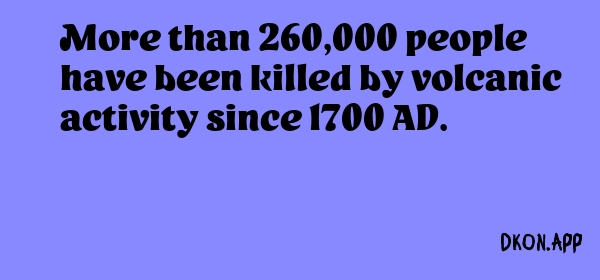 More than 260,000 people
have been killed by volcanic
activity since 1700 AD.
DKON.APP